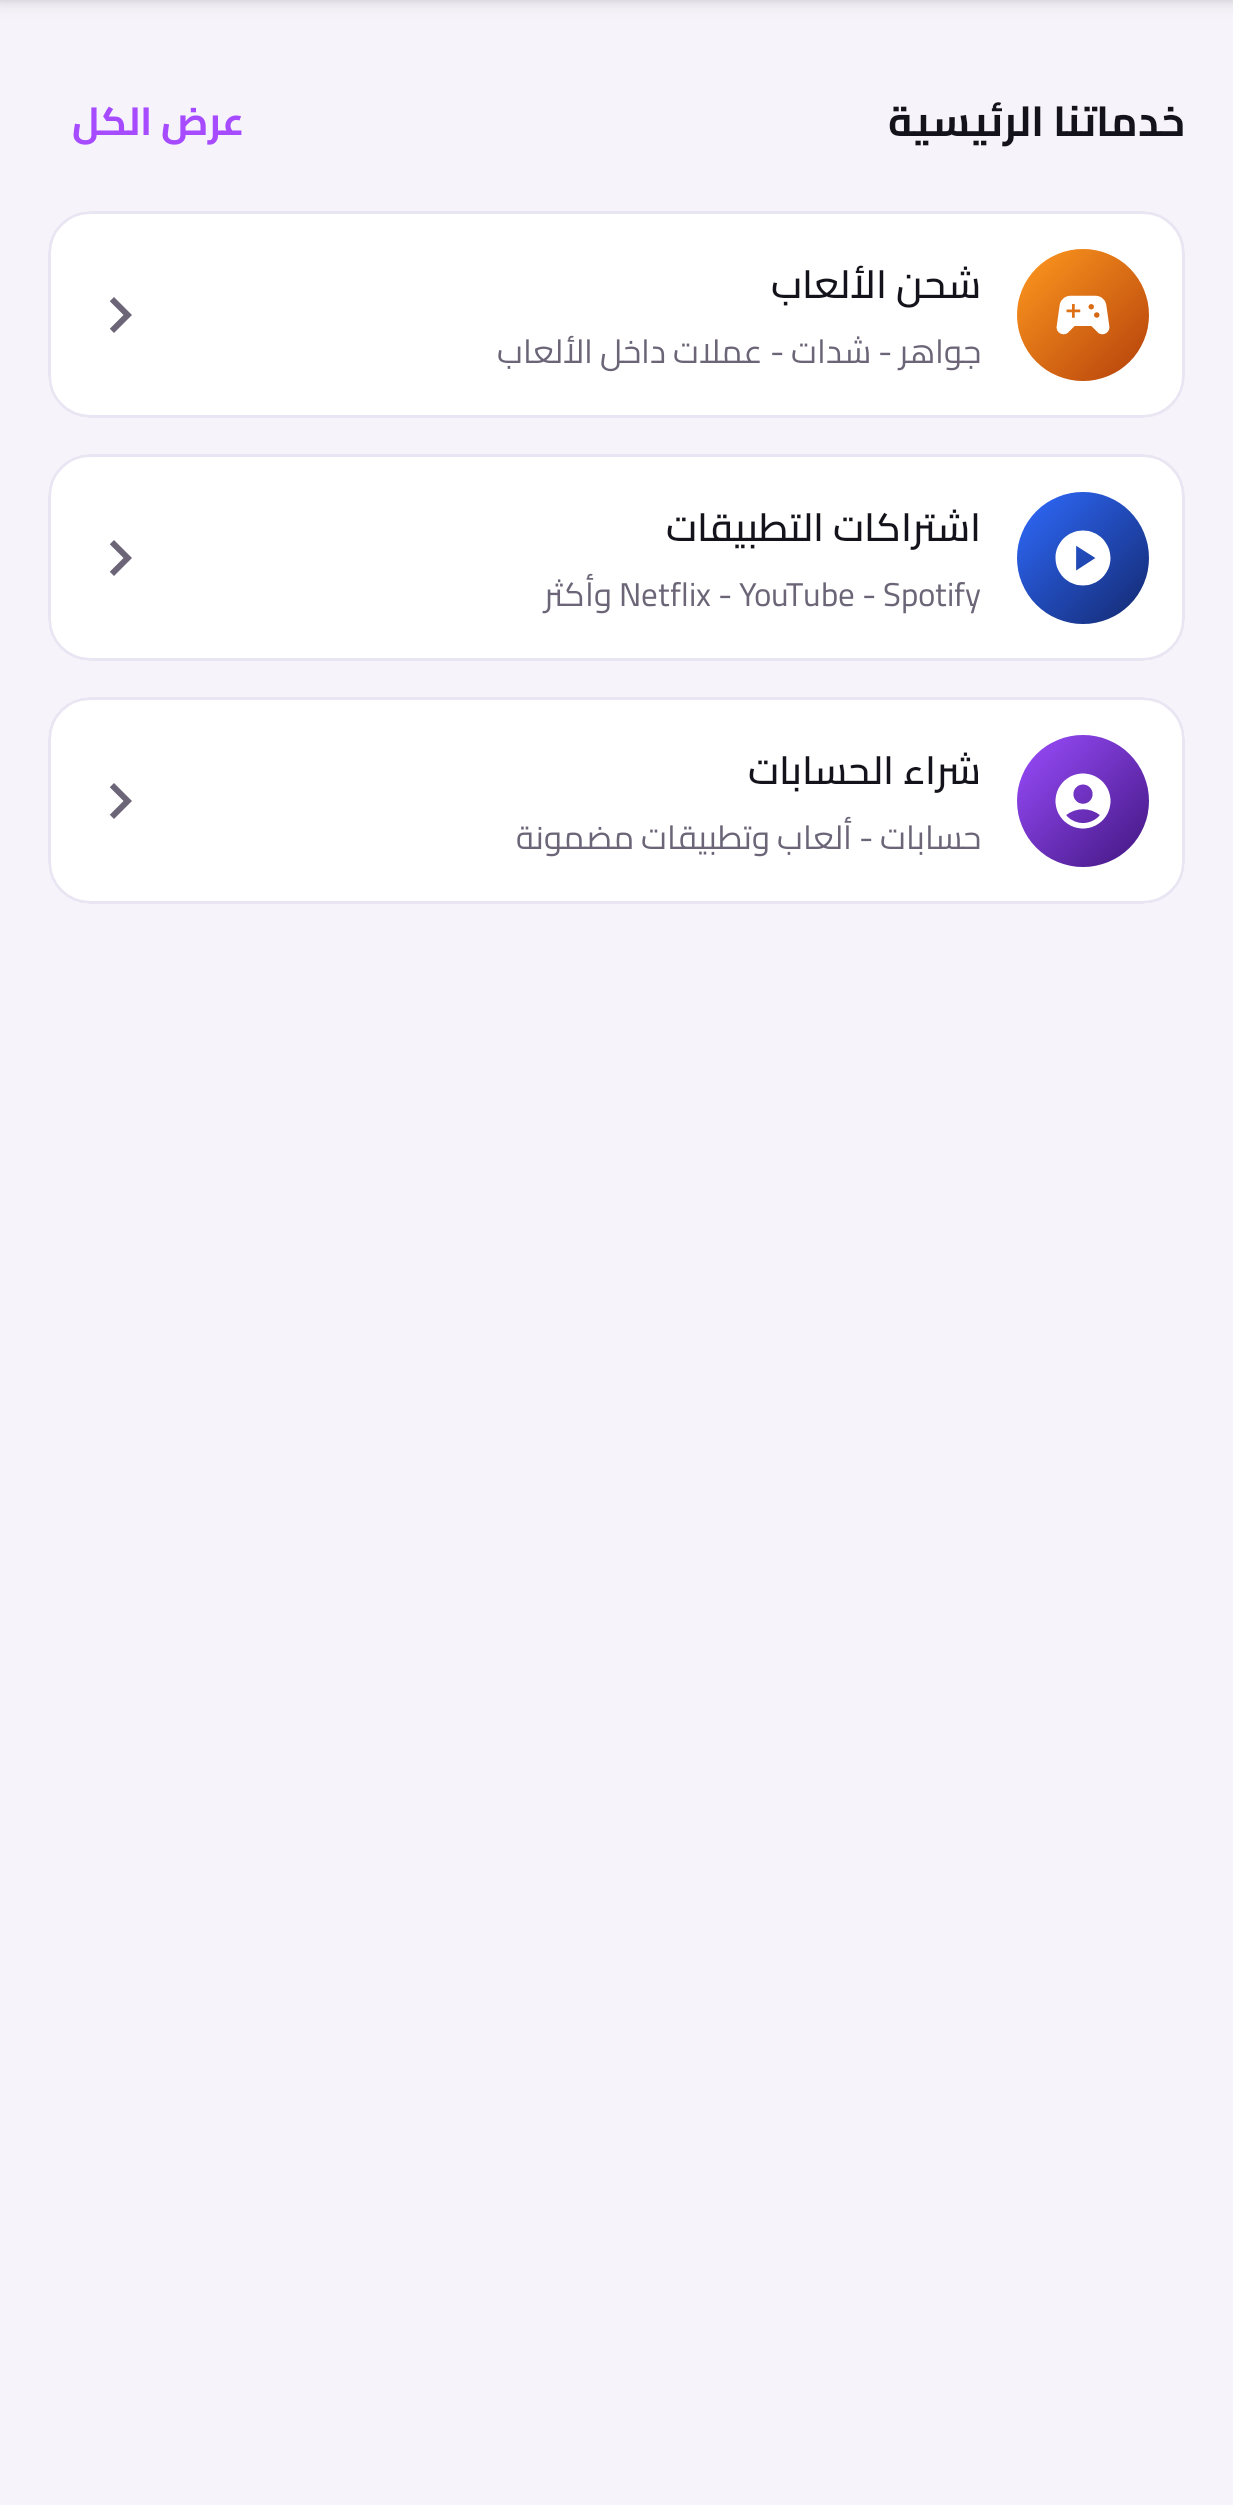 خدماتنا الرئيسية
عرض الكل
شحن الألعاب
جواهر - شدات - عملات داخل الألعاب
اشتراكات التطبيقات
Netflix - YouTube - Spotify وأكثر
شراء الحسابات
حسابات - ألعاب وتطبيقات مضمونة